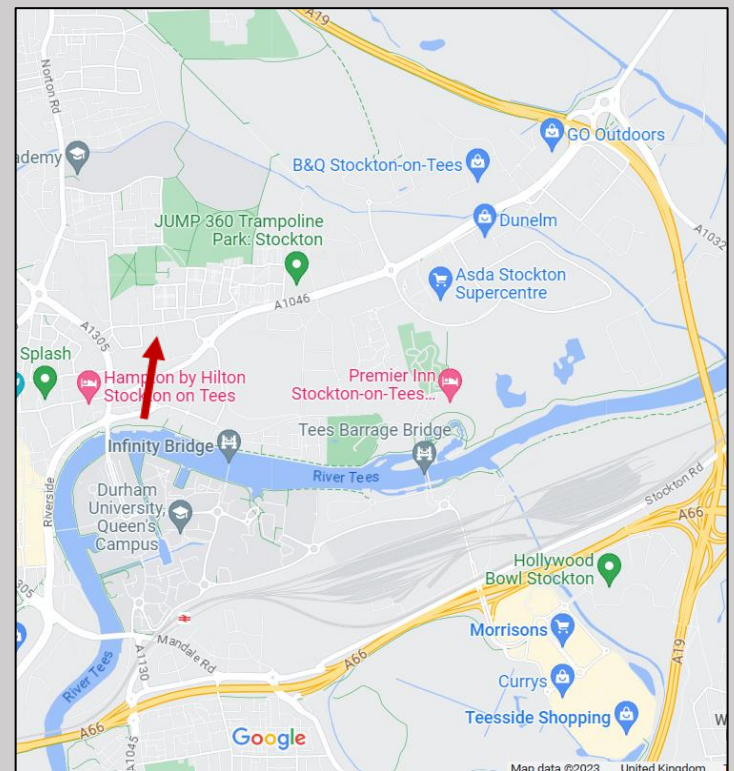 A19
Norton Rd
ademy
GO Outdoors
B&Q Stockton-on-Tees
JUMP 360 Trampoline
Park: Stockton
Dunelm
A1032
Asda Stockton
Supercentre
A1046
A1305
Splash
Hampton by Hilton
Stockton on Tees
Premier Inn
Stockton-on-Tees…
Infinity Bridge
Tees Barrage Bridge
River Tees
Riverside
Durham
University,
Queen's
Campus
Stockton Rd
A66
Hollywood
Bowl Stockton
305
Morrisons
Mandale Rd
A1130
A66
A19
River Tees
Currys
Teesside Shopping
W
A66
A1045
Google
Map data ©2023
United Kingdom